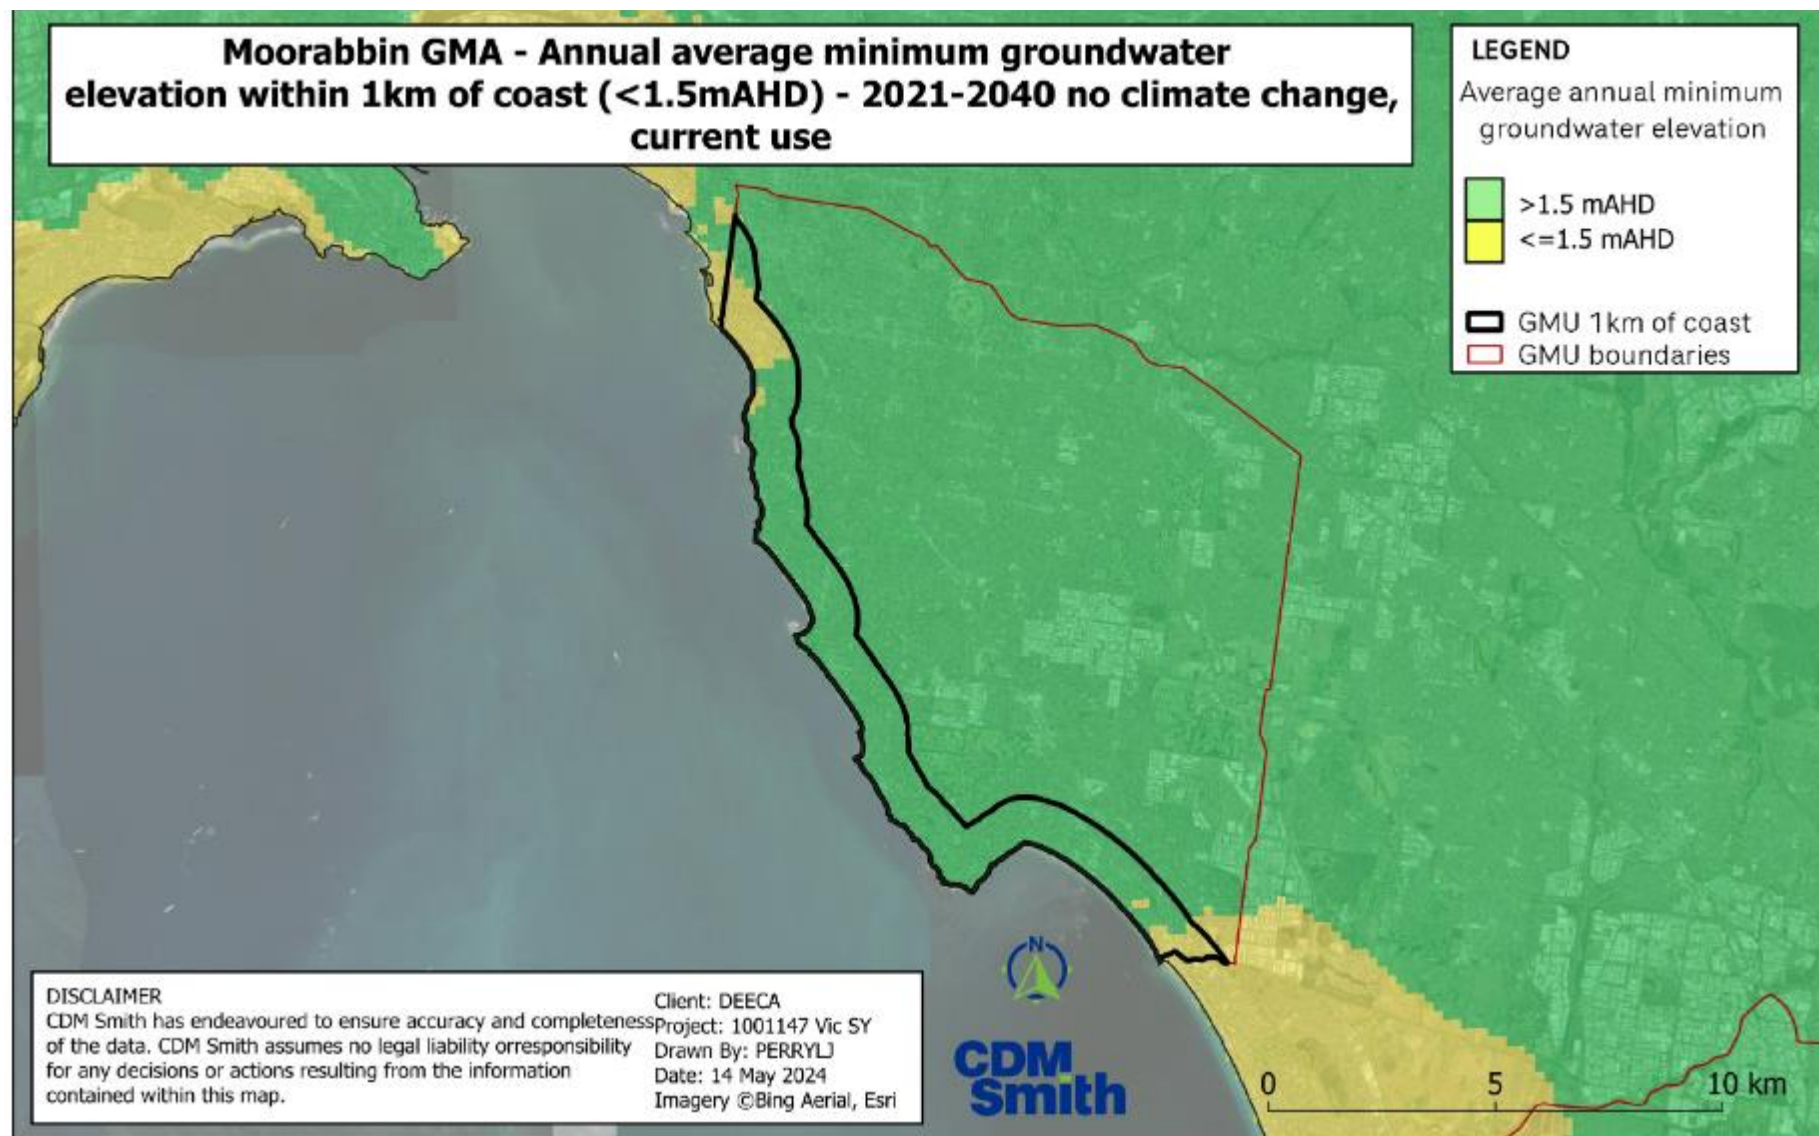 Moorabbin GMA - Annual average minimum groundwater
elevation within 1km of coast (<1.5mAHD) - 2021-2040 no climate change,
current use
LEGEND
Average annual minimum
groundwater elevation
>1.5 mAHD
<=1.5 mAHD
GMU 1km of coast
GMU boundaries
DISCLAIMER
CDM Smith has endeavoured to ensure accuracy and completeness
of the data. CDM Smith assumes no legal liability orresponsibility
for any decisions or actions resulting from the information
contained within this map.
Client: DEECA
Project: 1001147 Vic SY
Drawn By: PERRYLJ
Date: 14 May 2024
Imagery ©Bing Aerial, Esri
N
CDM
Smith
0 5 10 km